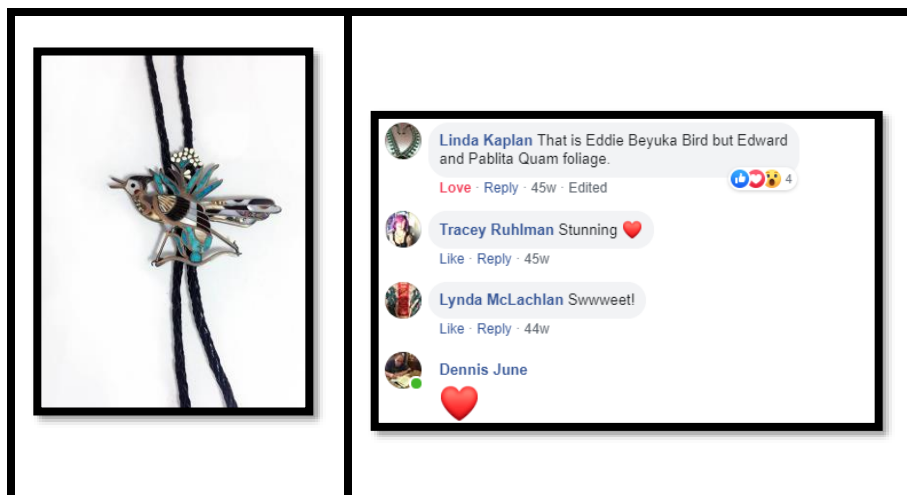 Linda Kaplan That is Eddie Beyuka Bird but Edward
and Pablita Quam foliage.
Love · Reply · 45w · Edited
4
Tracey Ruhlman Stunning ❤️
Like · Reply · 45w
Lynda McLachlan Swwweet!
Like · Reply · 44w
Dennis June
❤️